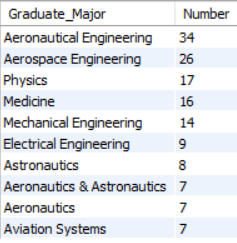 Graduate_Major Number
Aeronautical Engineering 34
Aerospace Engineering 26
Physics 17
Medicine 16
Mechanical Engineering 14
Electrical Engineering 9
Astronautics 8
Aeronautics & Astronautics 7
Aeronautics 7
Aviation Systems 7